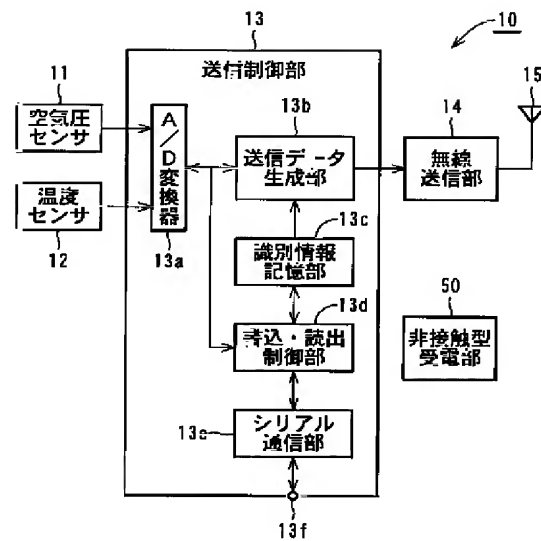 10
13
送信制御部
11
空気圧
センサ
A/D変換器
13a
13b
送信データ
生成部
14
無線
送信部
15
温度
センサ
12
13c
識別情報
記憶部
13d
書込・読出
制御部
50
非接触型
受電部
13e
シリアル
通信部
13f